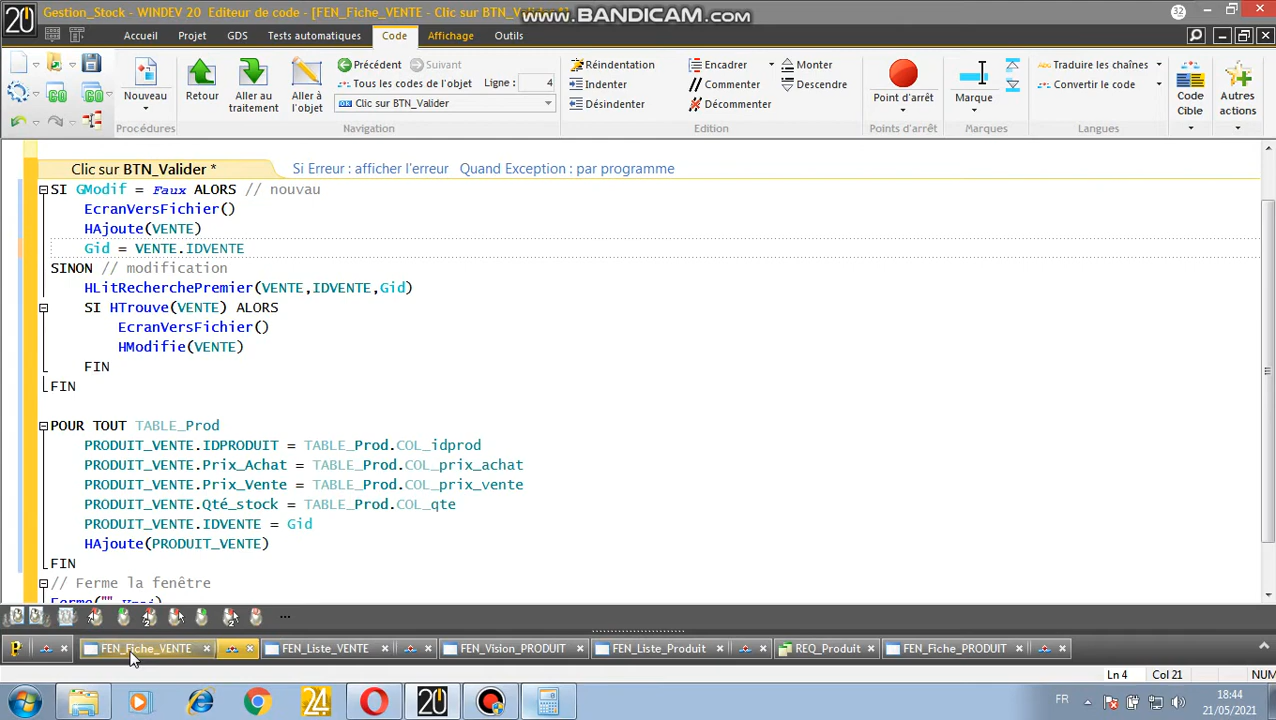 Gestion_Stock - WINDEV 20 Editeur de code - [FEN_Fiche_VENTE - Clic sur BTN_Valider *]
www.BANDICAM.com
32
20
Accueil Projet GDS Tests automatiques Code Affichage Outils
Nouveau
Procédures
Retour
Aller au traitement
Aller à l'objet
Précédent Suivant
Tous les codes de l'objet Ligne : 4
Clic sur BTN_Valider
Navigation
Réindentation
Indenter
Désindenter
Encadrer
Commenter
Décommenter
Monter
Descendre
Edition
Point d'arrêt
Points d'arrêt
Marque
Marques
Traduire les chaînes
Convertir le code
Langues
Code Cible
Autres actions
Clic sur BTN_Valider * Si Erreur : afficher l'erreur Quand Exception : par programme
SI GModif = Faux ALORS // nouvau
EcranVersFichier()
HAjoute(VENTE)
Gid = VENTE.IDVENTE
SINON // modification
HLitRecherchePremier(VENTE,IDVENTE,Gid)
SI HTrouve(VENTE) ALORS
EcranVersFichier()
HModifie(VENTE)
FIN
FIN
POUR TOUT TABLE_Prod
PRODUIT_VENTE.IDPRODUIT = TABLE_Prod.COL_idprod
PRODUIT_VENTE.Prix_Achat = TABLE_Prod.COL_prix_achat
PRODUIT_VENTE.Prix_Vente = TABLE_Prod.COL_prix_vente
PRODUIT_VENTE.Qté_stock = TABLE_Prod.COL_qte
PRODUIT_VENTE.IDVENTE = Gid
HAjoute(PRODUIT_VENTE)
FIN
// Ferme la fenêtre
...
FEN_Fiche_VENTE FEN_Liste_VENTE FEN_Vision_PRODUIT FEN_Liste_Produit REQ_Produit FEN_Fiche_PRODUIT
Ln 4 Col 21 NUM
24
20
FR
18:44
21/05/2021